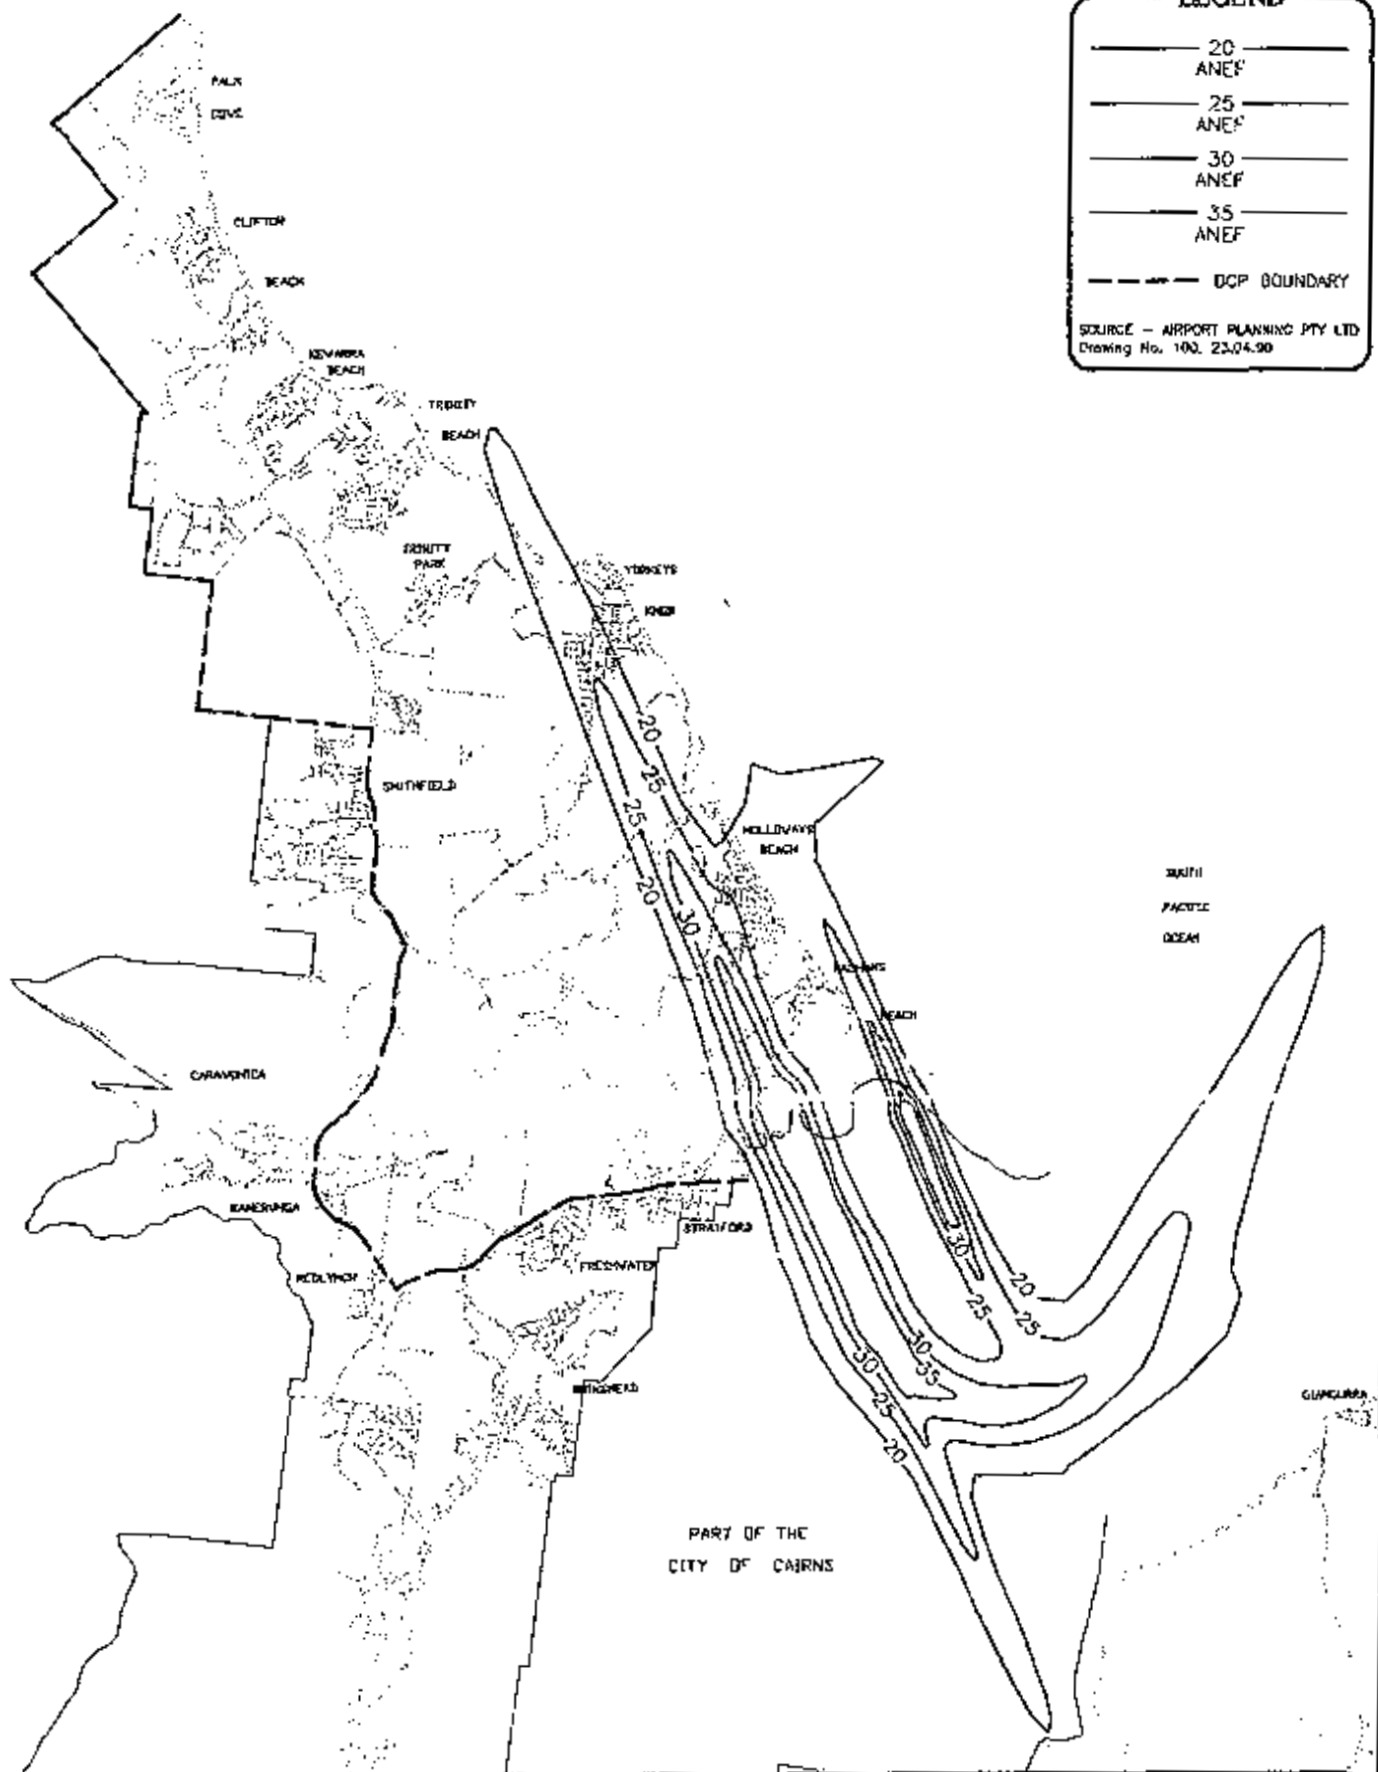 LEGEND
20
ANEF
25
ANEF
30
ANEF
35
ANEF
DCP BOUNDARY
SOURCE - AIRPORT PLANNING PTY LTD
Drawing No. 100. 23.04.90
PALM
COVE
CLIFTON
BEACH
KEWARRA
BEACH
TRINITY
BEACH
TRINITY
PARK
YORKEYS
KNOB
20
25
SMITHFIELD
25
HOLLOWAYS
BEACH
20
30
SOUTH
PACIFIC
OCEAN
BEACH
CARAVONICA
KAMERUNGA
STRATFORD
FRESHWATER
REDLYNCH
30
20
25
25
30
35
30
25
20
GIANGURRA
PART OF THE
CITY OF CAIRNS